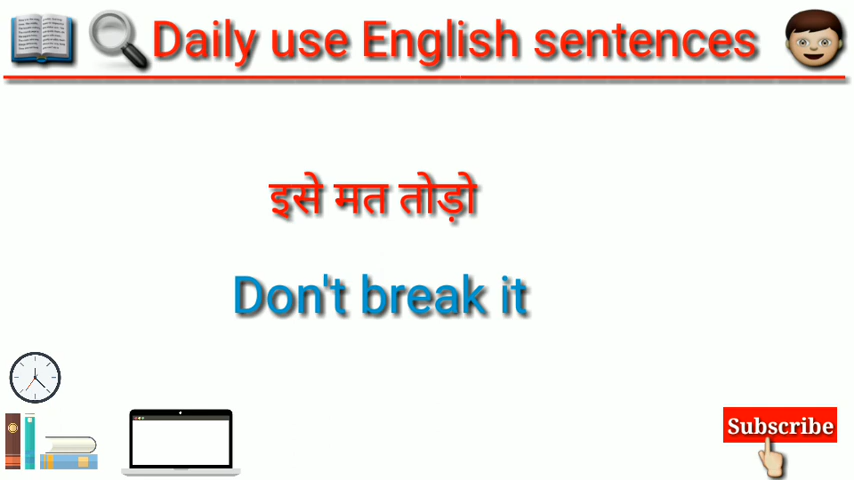 Daily use English sentences
इसे मत तोड़ो
Don't break it
Subscribe